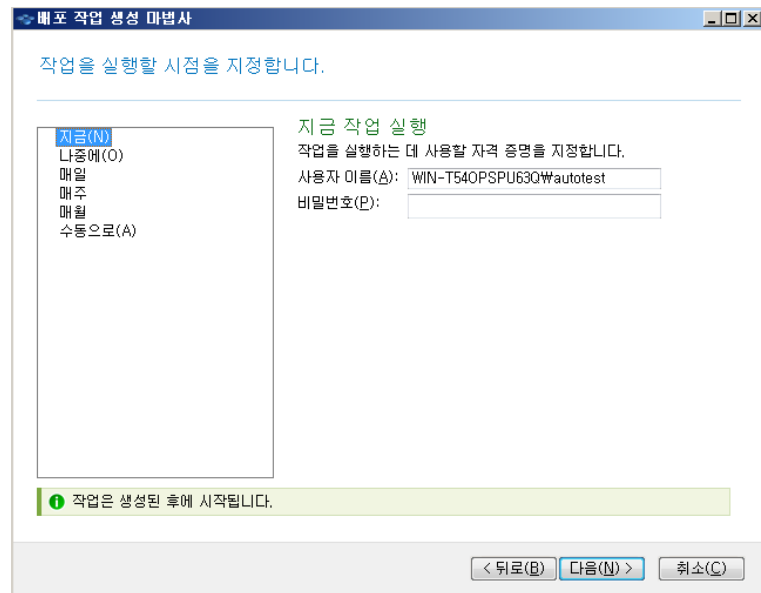 배포 작업 생성 마법사
작업을 실행할 시점을 지정합니다.
지금(N)
나중에(O)
매일
매주
매월
수동으로(A)
지금 작업 실행
작업을 실행하는 데 사용할 자격 증명을 지정합니다.
사용자 이름(A): WIN-T54OPSPU63Q₩autotest
비밀번호(P):
작업은 생성된 후에 시작됩니다.
< 뒤로(B) 다음(N) > 취소(C)